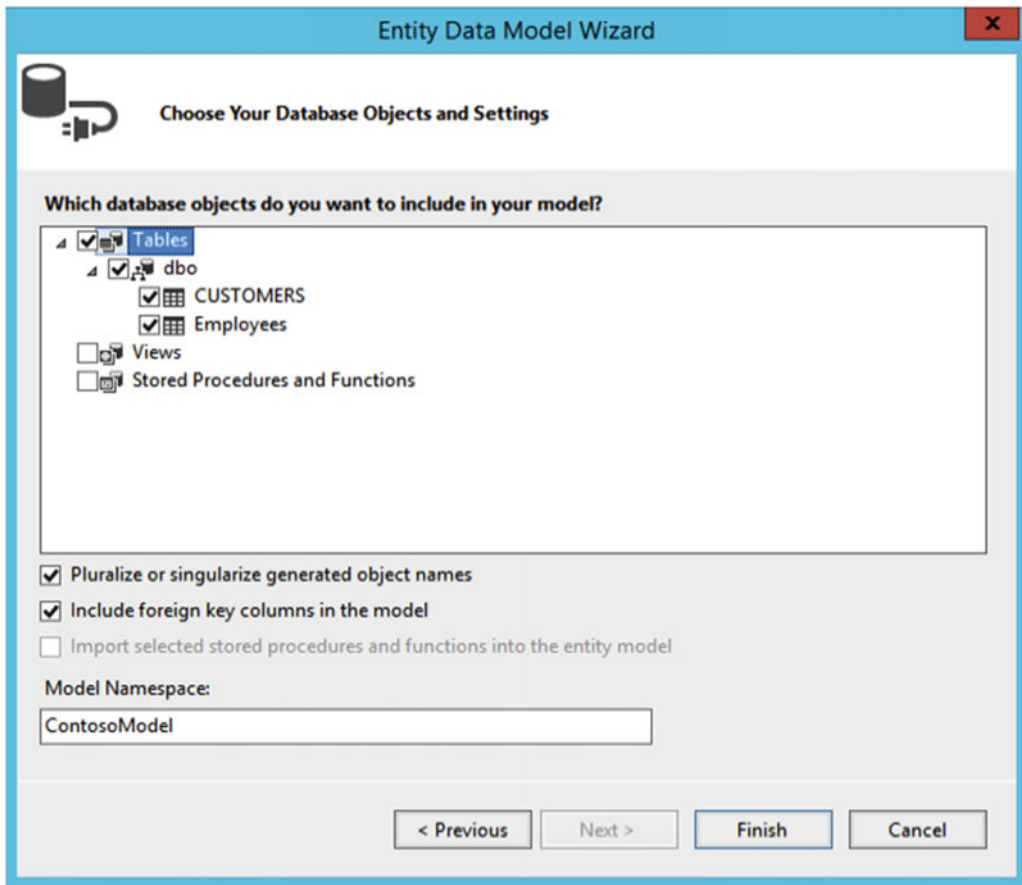 Entity Data Model Wizard
x
Choose Your Database Objects and Settings
Which database objects do you want to include in your model?
Tables
dbo
CUSTOMERS
Employees
Views
Stored Procedures and Functions
Pluralize or singularize generated object names
Include foreign key columns in the model
Import selected stored procedures and functions into the entity model
Model Namespace:
ContosoModel
< Previous Next > Finish Cancel